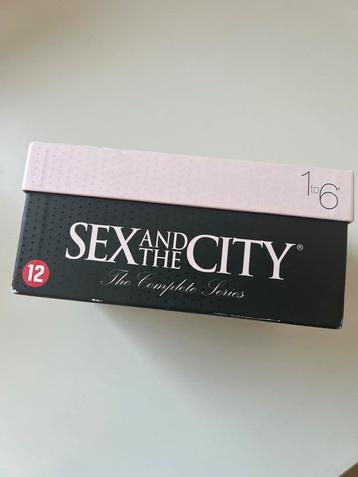 1 to 6
SEX AND THE CITY®
The Complete Series
12